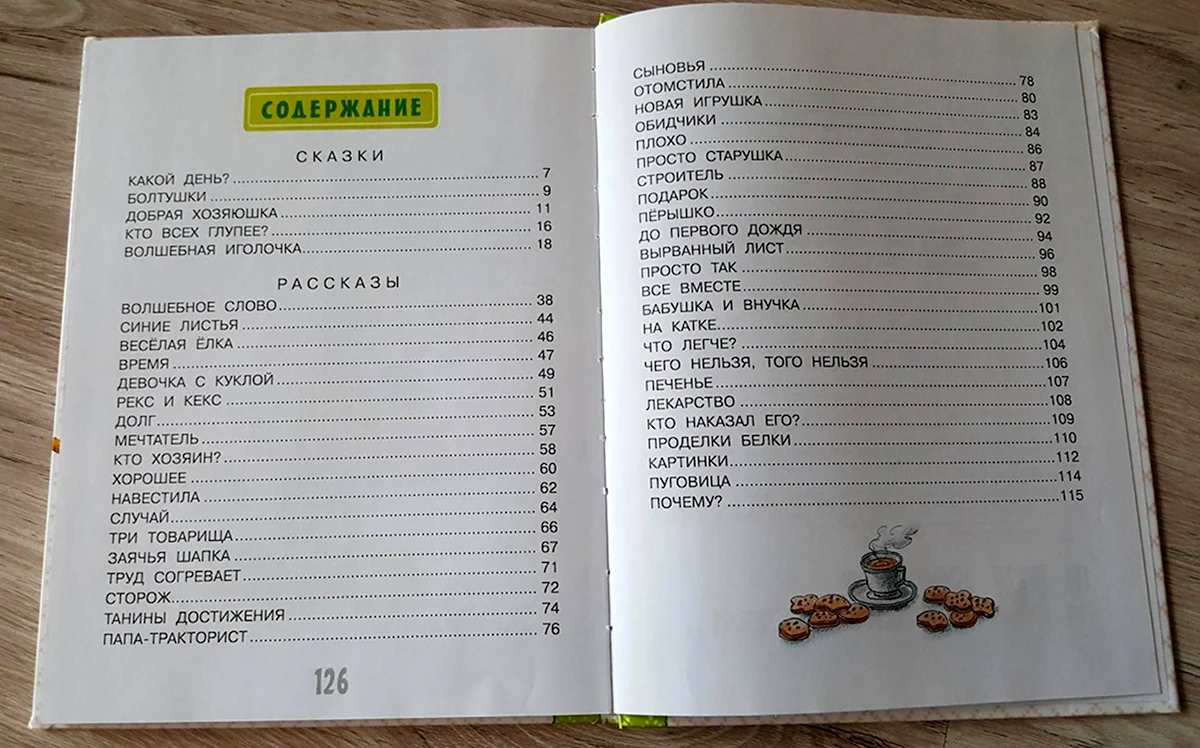 СОДЕРЖАНИЕ
СКАЗКИ
КАКОЙ ДЕНЬ? 7
БОЛТУШКИ 9
ДОБРАЯ ХОЗЯЮШКА 11
КТО ВСЕХ ГЛУПЕЕ? 16
ВОЛШЕБНАЯ ИГОЛОЧКА 18
РАССКАЗЫ
ВОЛШЕБНОЕ СЛОВО 38
СИНИЕ ЛИСТЬЯ 44
ВЕСЁЛАЯ ЁЛКА 46
ВРЕМЯ 47
ДЕВОЧКА С КУКЛОЙ 49
РЕКС И КЕКС 51
ДОЛГ 53
МЕЧТАТЕЛЬ 57
КТО ХОЗЯИН? 58
ХОРОШЕЕ 60
НАВЕСТИЛА 62
СЛУЧАЙ 64
ТРИ ТОВАРИЩА 66
ЗАЯЧЬЯ ШАПКА 67
ТРУД СОГРЕВАЕТ 71
СТОРОЖ 72
ТАНИНЫ ДОСТИЖЕНИЯ 74
ПАПА-ТРАКТОРИСТ 76
126
СЫНОВЬЯ 78
ОТОМСТИЛА 80
НОВАЯ ИГРУШКА 83
ОБИДЧИКИ 84
ПЛОХО 86
ПРОСТО СТАРУШКА 87
СТРОИТЕЛЬ 88
ПОДАРОК 90
ПЁРЫШКО 92
ДО ПЕРВОГО ДОЖДЯ 94
ВЫРВАННЫЙ ЛИСТ 96
ПРОСТО ТАК 98
ВСЕ ВМЕСТЕ 99
БАБУШКА И ВНУЧКА 101
НА КАТКЕ 102
ЧТО ЛЕГЧЕ? 104
ЧЕГО НЕЛЬЗЯ, ТОГО НЕЛЬЗЯ 106
ПЕЧЕНЬЕ 107
ЛЕКАРСТВО 108
КТО НАКАЗАЛ ЕГО? 109
ПРОДЕЛКИ БЕЛКИ 110
КАРТИНКИ 112
ПУГОВИЦА 114
ПОЧЕМУ? 115